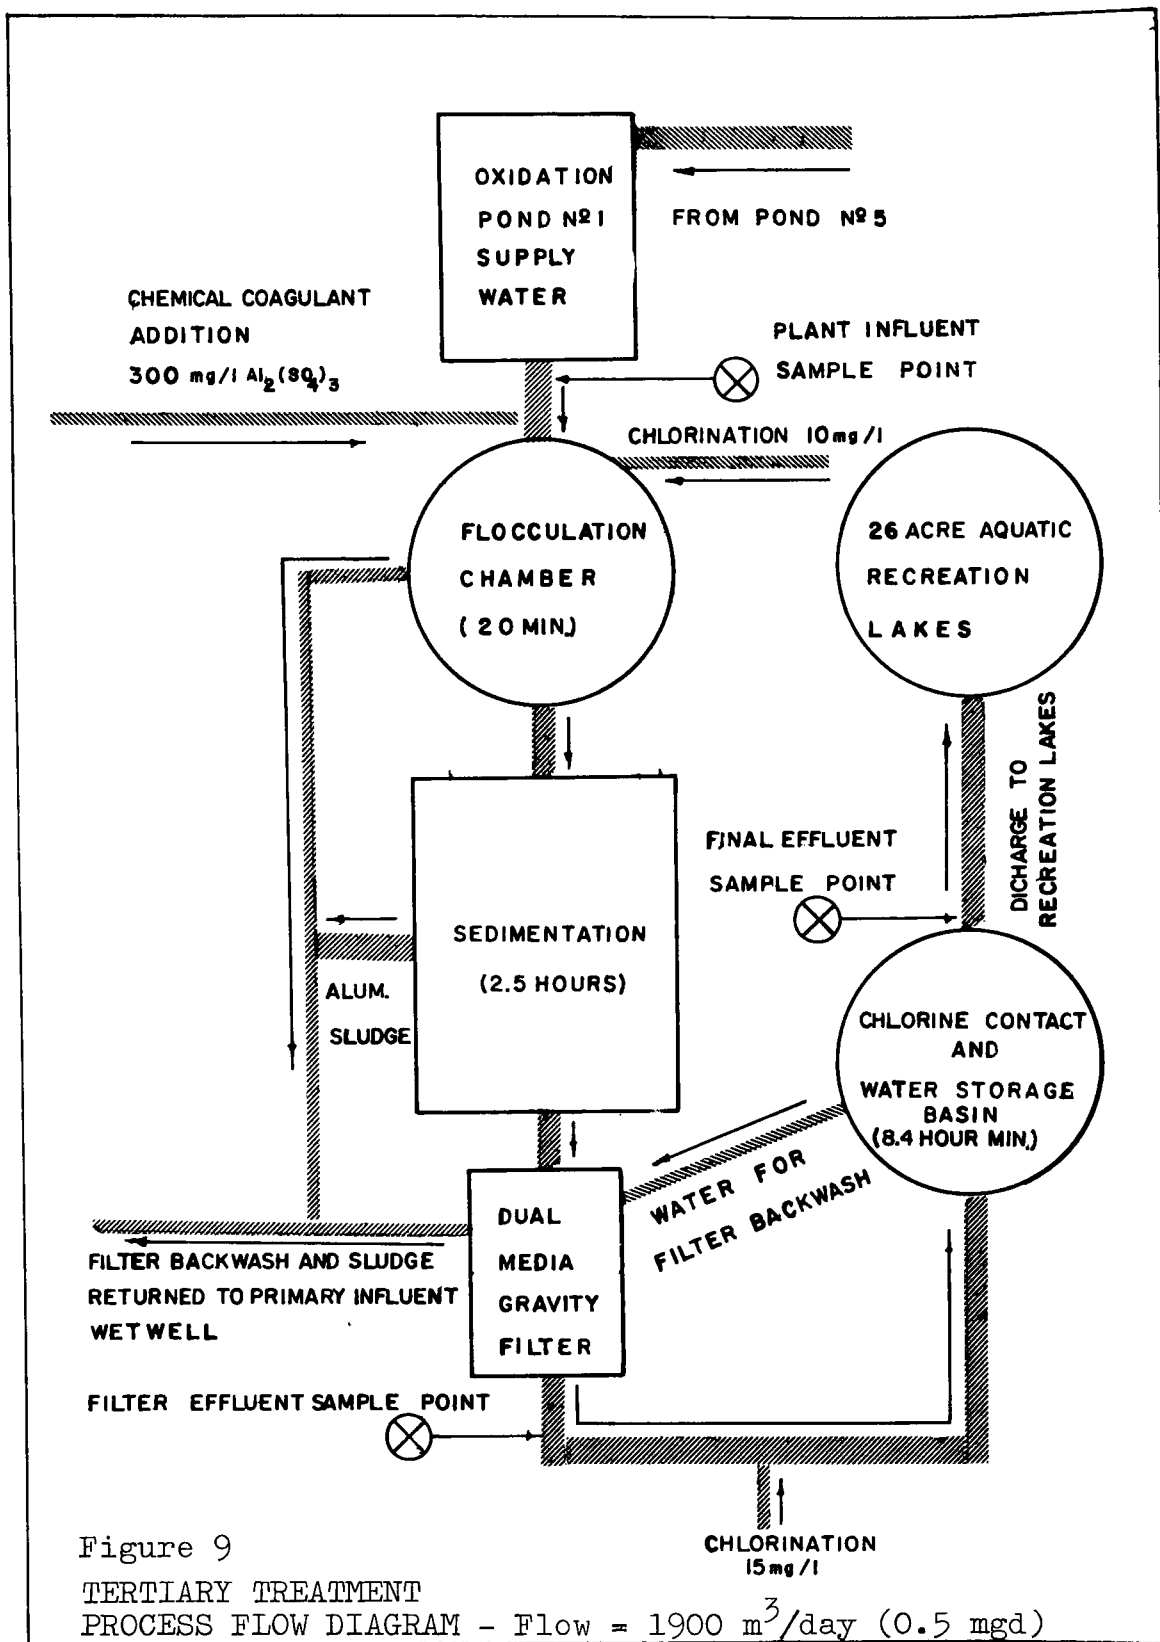 OXIDATION
POND Nº 1
SUPPLY
WATER
FROM POND Nº 5
CHEMICAL COAGULANT
ADDITION
300 mg/l Al₂(SO₄)₃
PLANT INFLUENT
SAMPLE POINT
CHLORINATION 10mg/l
FLOCCULATION
CHAMBER
(20 MIN.)
26 ACRE AQUATIC
RECREATION
LAKES
DICHARGE TO
RECREATION LAKES
FINAL EFFLUENT
SAMPLE POINT
SEDIMENTATION
(2.5 HOURS)
ALUM.
SLUDGE
CHLORINE CONTACT
AND
WATER STORAGE
BASIN
(8.4 HOUR MIN.)
WATER FOR
FILTER BACKWASH
DUAL
MEDIA
GRAVITY
FILTER
FILTER BACKWASH AND SLUDGE
RETURNED TO PRIMARY INFLUENT
WETWELL
FILTER EFFLUENT SAMPLE POINT
CHLORINATION
15mg/l
Figure 9
TERTIARY TREATMENT
PROCESS FLOW DIAGRAM - Flow = 1900 m³/day (0.5 mgd)